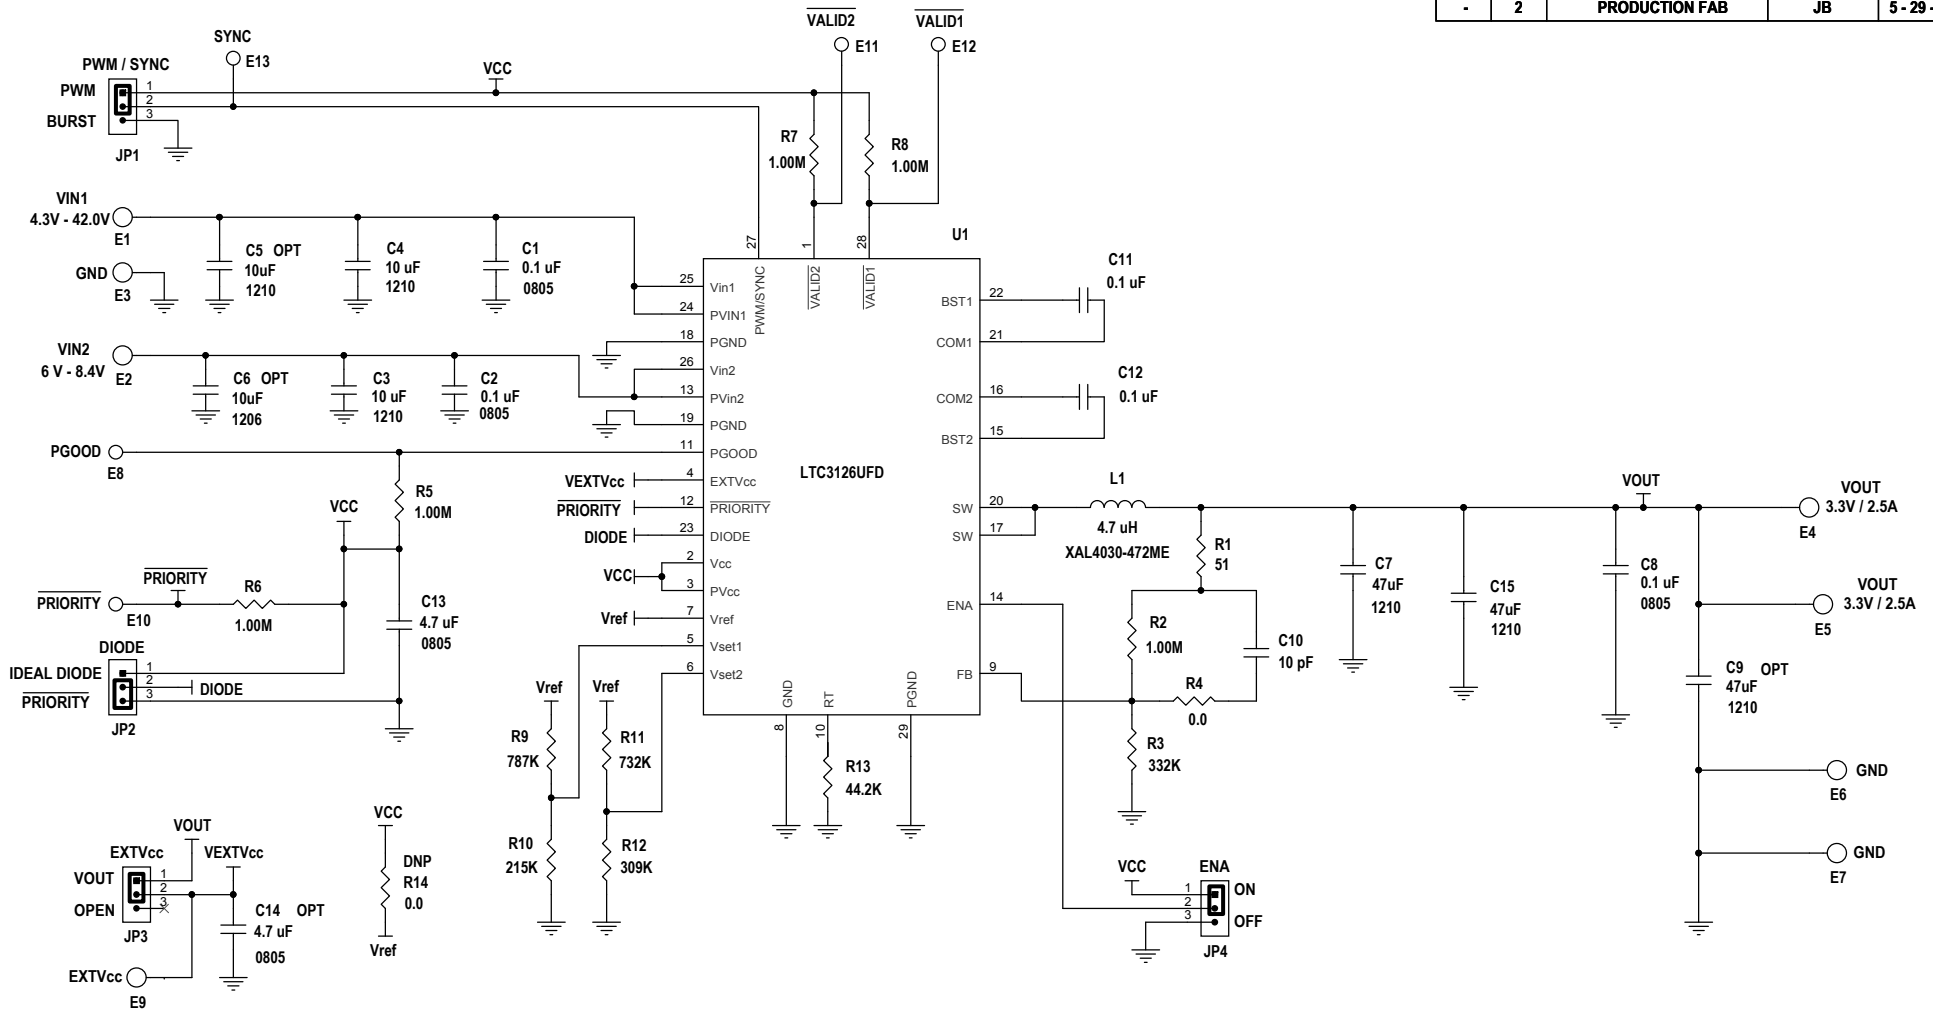 - 2 PRODUCTION FAB JB 5 - 29 -
VALID2
E11
VALID1
E12
SYNC
E13
PWM / SYNC
PWM
BURST
1
2
3
JP1
VCC
R7
1.00M
R8
1.00M
VIN1
4.3V - 42.0V
E1
GND
E3
C5 OPT
10uF
1210
C4
10 uF
1210
C1
0.1 uF
0805
VIN2
6 V - 8.4V
E2
C6 OPT
10uF
1206
C3
10 uF
1210
C2
0.1 uF
0805
PGOOD
E8
R5
1.00M
VCC
PRIORITY
E10
PRIORITY
R6
1.00M
C13
4.7 uF
0805
DIODE
IDEAL DIODE
PRIORITY
1
2
3
DIODE
JP2
U1
LTC3126UFD
27
PWM/SYNC
1
VALID2
28
VALID1
25 Vin1
24 PVIN1
18 PGND
26 Vin2
13 PVin2
19 PGND
11 PGOOD
VEXTVcc 4 EXTVcc
PRIORITY 12 PRIORITY
DIODE 23 DIODE
VCC
2 Vcc
3 PVcc
Vref 7 Vref
5 Vset1
6 Vset2
8 GND
10 RT
29 PGND
BST1 22
COM1 21
COM2 16
BST2 15
SW 20
SW 17
ENA 14
FB 9
C11
0.1 uF
C12
0.1 uF
L1
4.7 uH
XAL4030-472ME
R1
51
R2
1.00M
C10
10 pF
R4
0.0
R3
332K
C7
47uF
1210
C15
47uF
1210
C8
0.1 uF
0805
VOUT
VOUT
3.3V / 2.5A
E4
VOUT
3.3V / 2.5A
E5
C9 OPT
47uF
1210
GND
E6
GND
E7
Vref
R9
787K
R10
215K
Vref
R11
732K
R12
309K
R13
44.2K
VCC
ENA
1
2
3
ON
OFF
JP4
VOUT
EXTVcc
VEXTVcc
VOUT
OPEN
1
2
3
JP3
C14 OPT
4.7 uF
0805
EXTVcc
E9
VCC
DNP
R14
0.0
Vref